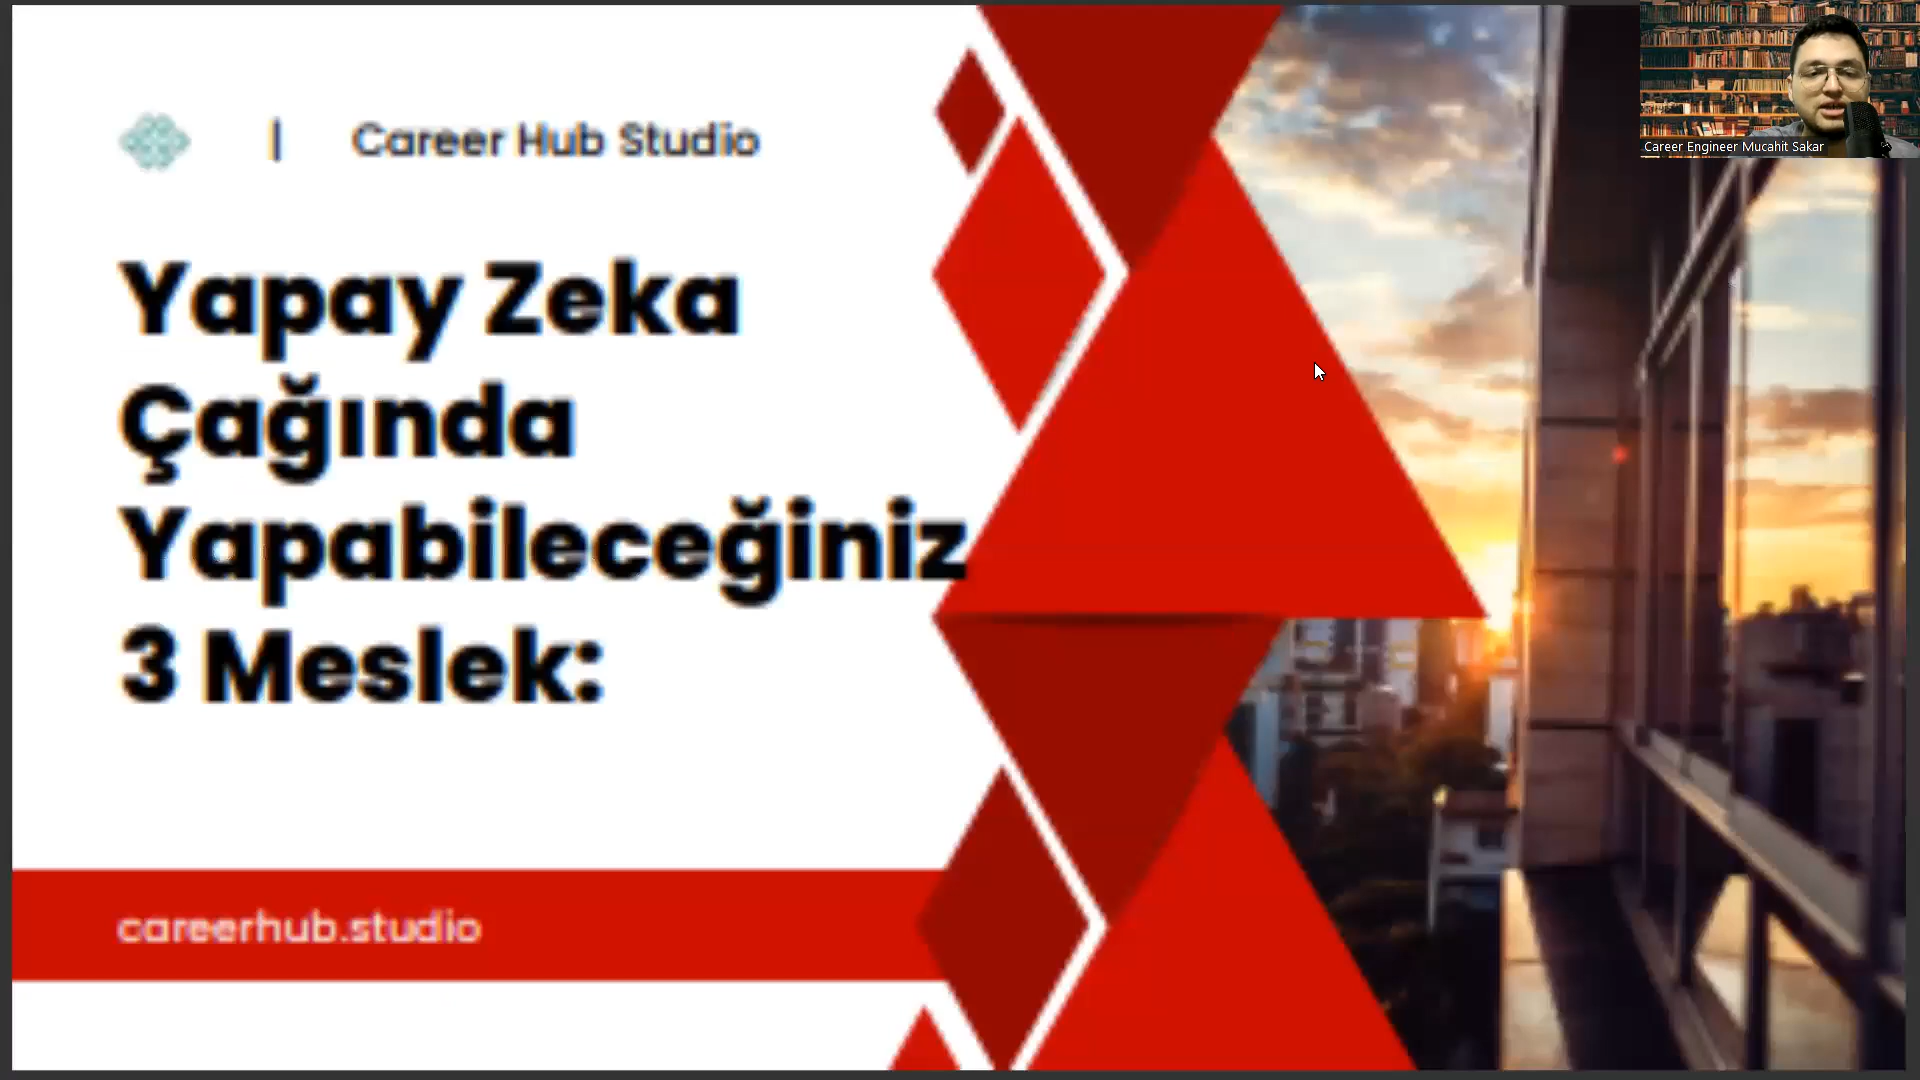 | Career Hub Studio
Career Engineer Mucahit Sakar
Yapay Zeka
Çağında
Yapabileceğiniz
3 Meslek:
careerhub.studio